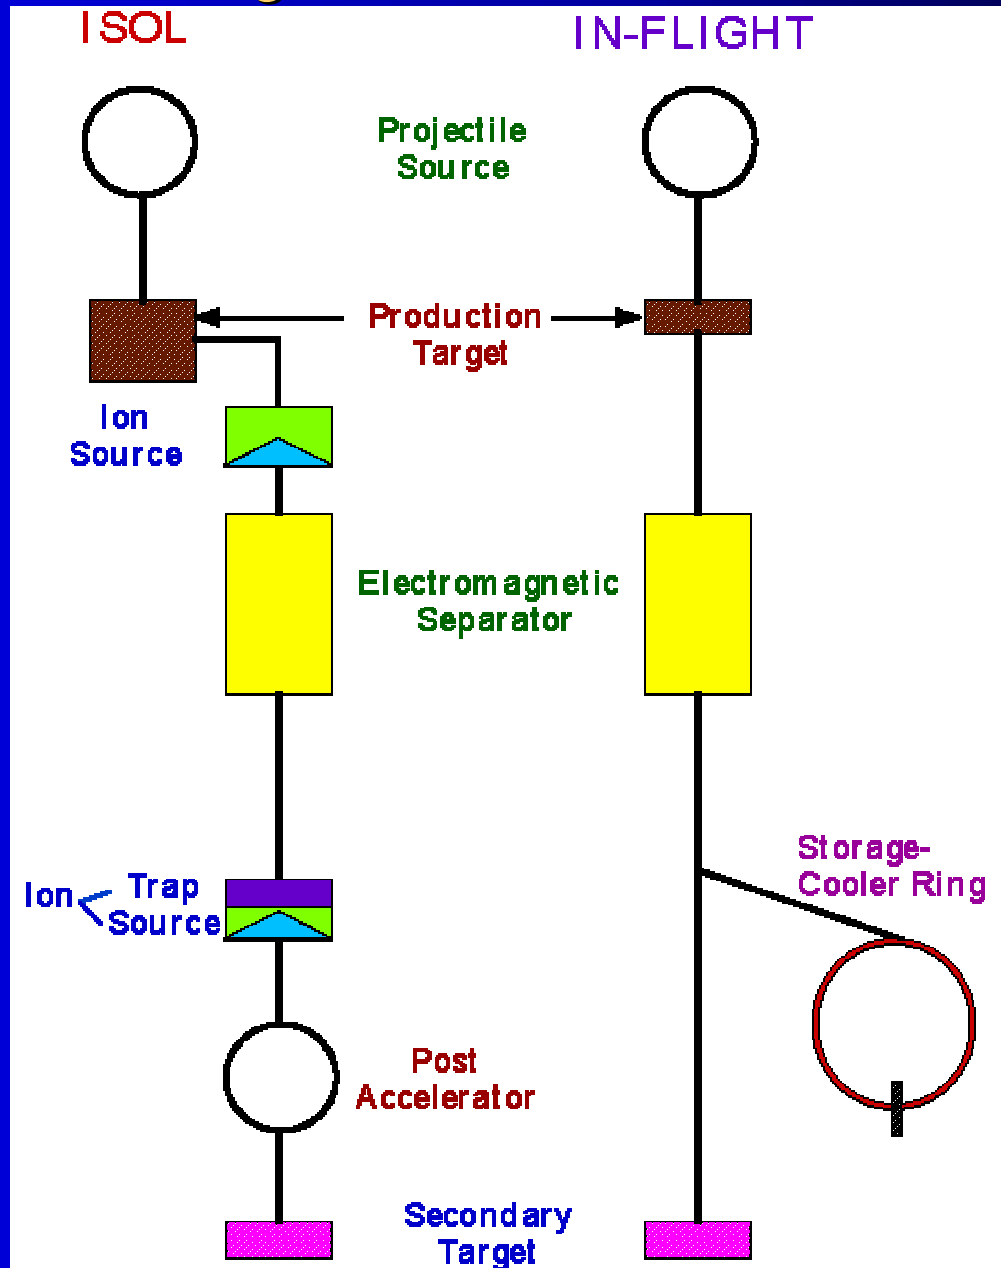 ISOL
IN-FLIGHT
Projectile
Source
Production
Target
Ion
Source
Electromagnetic
Separator
Storage-
Cooler Ring
Ion
Trap
Source
Post
Accelerator
Secondary
Target